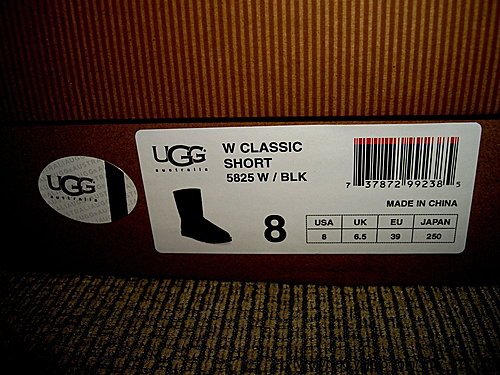 UGG
australia
UGG
australia
W CLASSIC
SHORT
5825 W / BLK
7 37872 99238 5
MADE IN CHINA
8
USA UK EU JAPAN
8 6.5 39 250